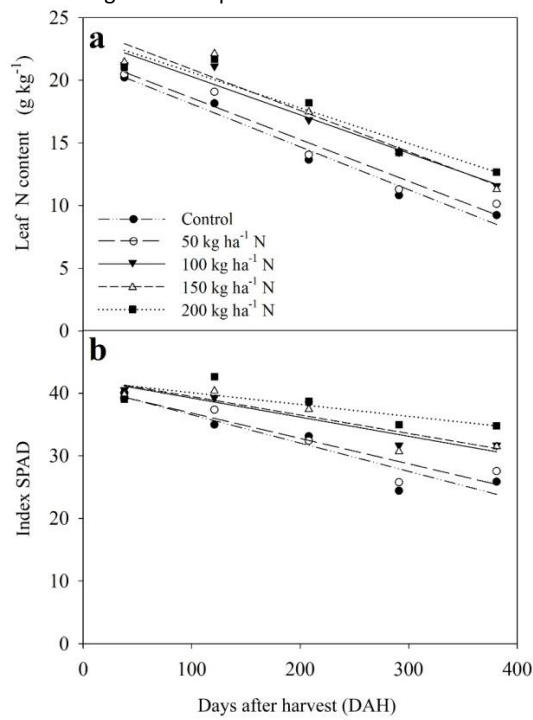 a
25
20
15
10
5
0
Leaf N content (g kg⁻¹)
Control
50 kg ha⁻¹ N
100 kg ha⁻¹ N
150 kg ha⁻¹ N
200 kg ha⁻¹ N
b
40
30
20
10
0
Index SPAD
0 100 200 300 400
Days after harvest (DAH)